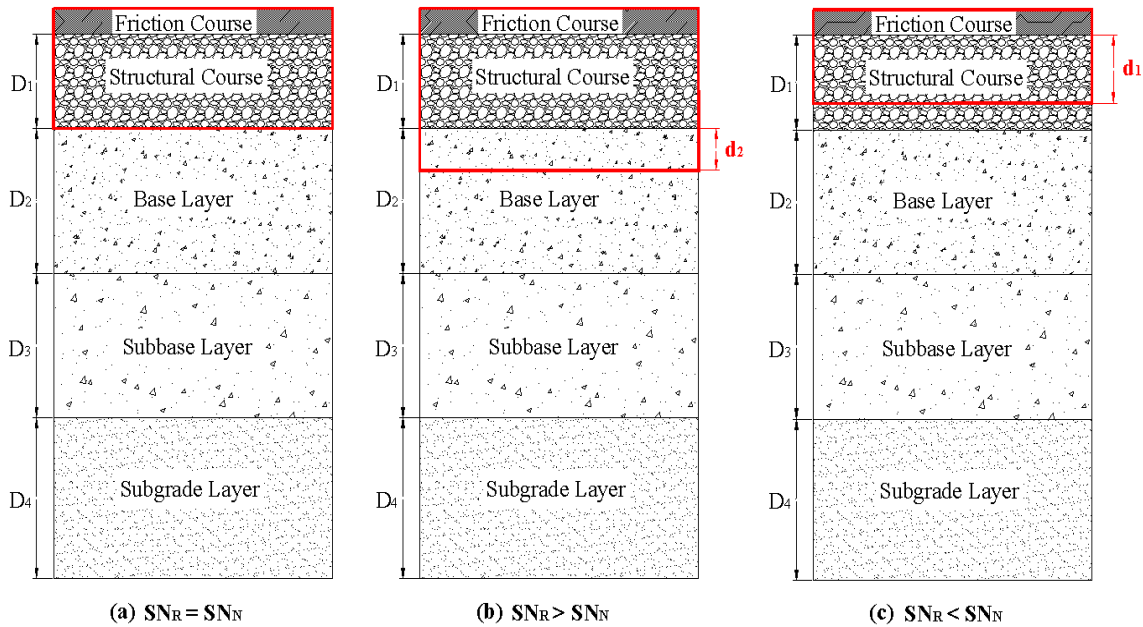 Friction Course
Structural Course
D1
Base Layer
D2
Subbase Layer
D3
Subgrade Layer
D4
(a) SNR = SNN
Friction Course
Structural Course
D1
d2
Base Layer
D2
Subbase Layer
D3
Subgrade Layer
D4
(b) SNR > SNN
Friction Course
Structural Course
D1
d1
Base Layer
D2
Subbase Layer
D3
Subgrade Layer
D4
(c) SNR < SNN